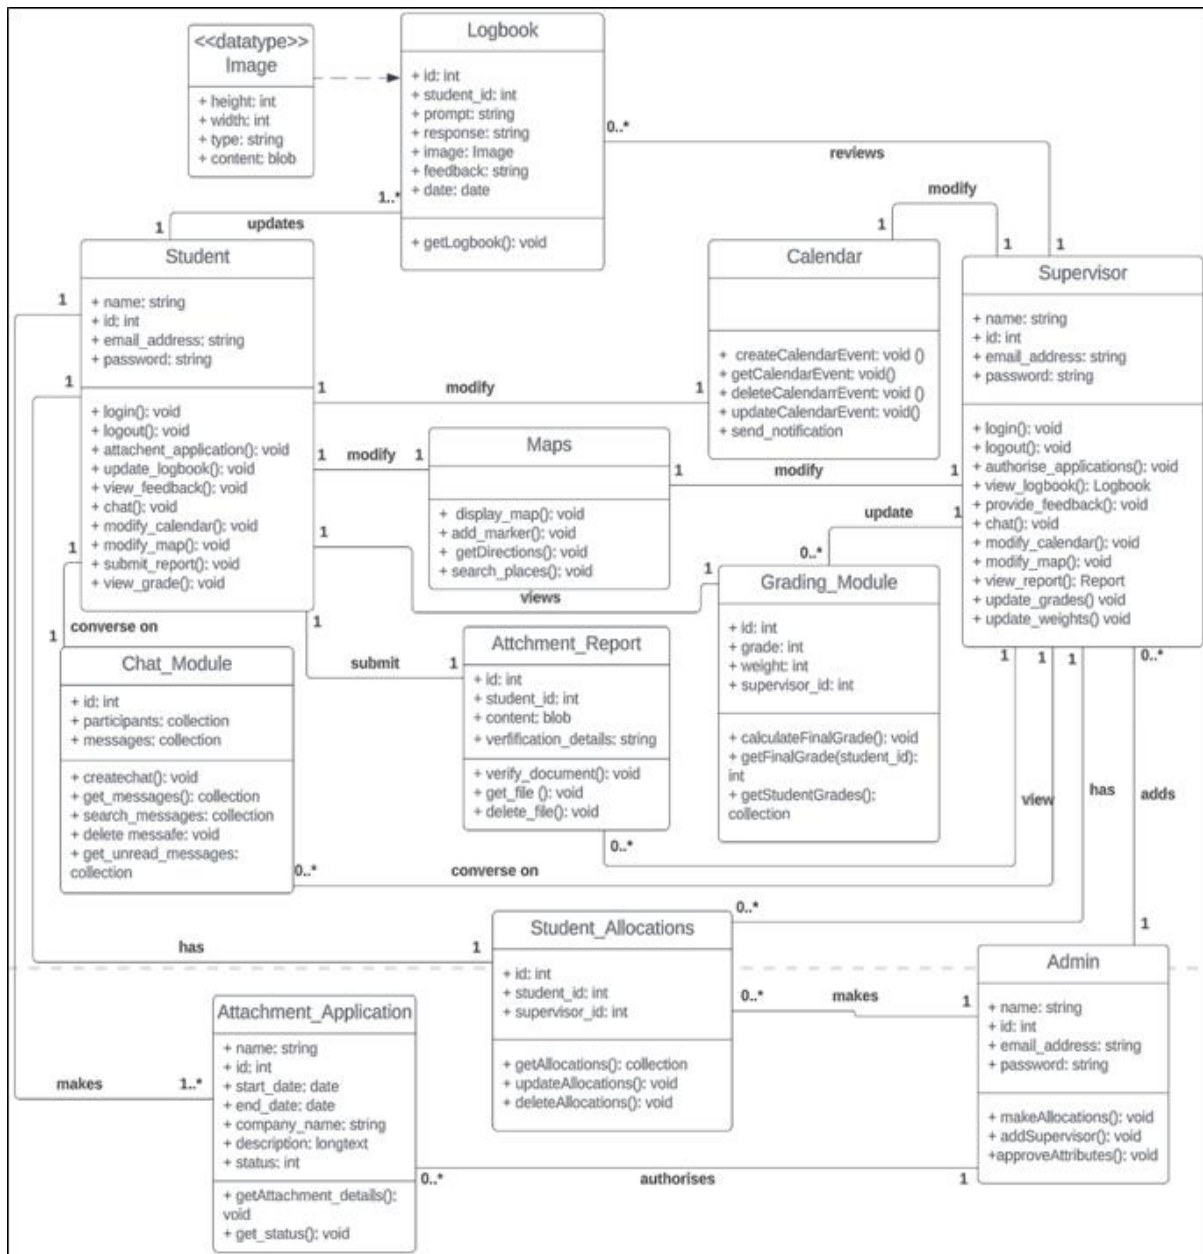 <<datatype>>
Image
+ height: int
+ width: int
+ type: string
+ content: blob
Logbook
+ id: int
+ student_id: int
+ prompt: string
+ response: string
+ image: Image
+ feedback: string
+ date: date
+ getLogbook(): void
0..*
reviews
1
1..*
updates
1
modify
1
1
Student
+ name: string
+ id: int
+ email_address: string
+ password: string
+ login(): void
+ logout(): void
+ attachent_application(): void
+ update_logbook(): void
+ view_feedback(): void
+ chat(): void
+ modify_calendar(): void
+ modify_map(): void
+ submit_report(): void
+ view_grade(): void
Calendar
+ createCalendarEvent: void ()
+ getCalendarEvent: void()
+ deleteCalendarrEvent: void ()
+ updateCalendarEvent: void()
+ send_notification
Supervisor
+ name: string
+ id: int
+ email_address: string
+ password: string
+ login(): void
+ logout(): void
+ authorise_applications(): void
+ view_logbook(): Logbook
+ provide_feedback(): void
+ chat(): void
+ modify_calendar(): void
+ modify_map(): void
+ view_report(): Report
+ update_grades() void
+ update_weights() void
1
1
1
modify
1
1
modify
1
Maps
+ display_map(): void
+ add_marker(): void
+ getDirections(): void
+ search_places(): void
1
modify
1
update
1
0..*
1
views
1
Grading_Module
+ id: int
+ grade: int
+ weight: int
+ supervisor_id: int
+ calculateFinalGrade(): void
+ getFinalGrade(student_id):
int
+ getStudentGrades():
collection
1
converse on
1
Chat_Module
+ id: int
+ participants: collection
+ messages: collection
+ createchat(): void
+ get_messages(): collection
+ search_messages: collection
+ delete messafe: void
+ get_unread_messages:
collection
1
submit
1
Attchment_Report
+ id: int
+ student_id: int
+ content: blob
+ verfification_details: string
+ verify_document(): void
+ get_file (): void
+ delete_file(): void
1
1
1
0..*
view
has
adds
0..*
0..*
converse on
0..*
1
has
1
Student_Allocations
+ id: int
+ student_id: int
+ supervisor_id: int
+ getAllocations(): collection
+ updateAllocations(): void
+ deleteAllocations(): void
0..*
makes
1
Admin
+ name: string
+ id: int
+ email_address: string
+ password: string
+ makeAllocations(): void
+ addSupervisor(): void
+approveAttributes(): void
Attachment_Application
+ name: string
+ id: int
+ start_date: date
+ end_date: date
+ company_name: string
+ description: longtext
+ status: int
+ getAttachment_details():
void
+ get_status(): void
makes
1..*
0..*
authorises
1